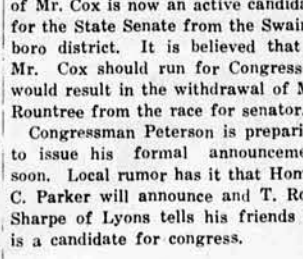 of Mr. Cox is now an active candida
for the State Senate from the Swain
boro district. It is believed that
Mr. Cox should run for Congress
would result in the withdrawal of M
Rountree from the race for senator.
Congressman Peterson is prepari
to issue his formal announceme
soon. Local rumor has it that Hon
C. Parker will announce and T. Ro
Sharpe of Lyons tells his friends
is a candidate for congress.